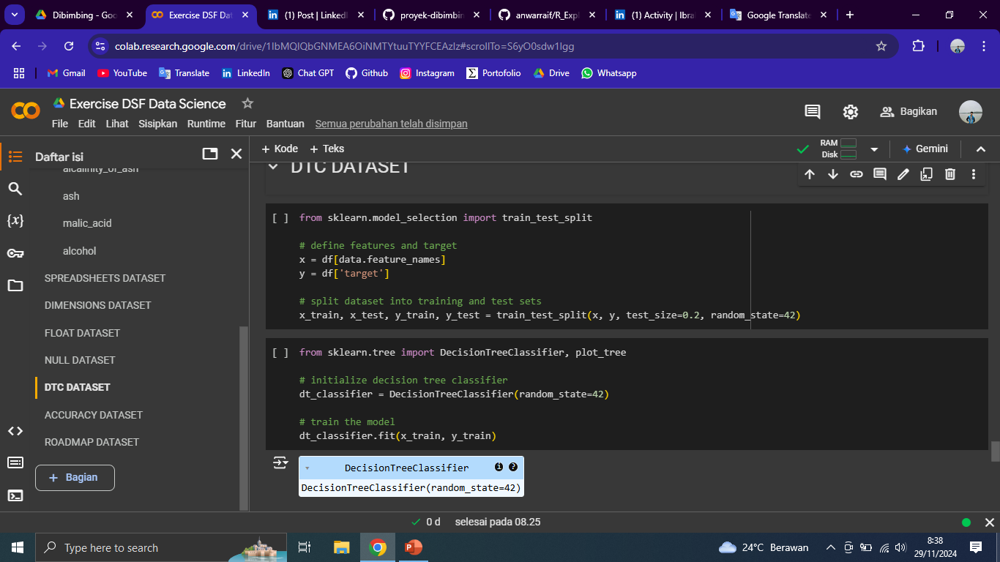 Dibimbing - Goo
Exercise DSF Dat
(1) Post | LinkedI
proyek-dibimbin
anwarraif/R_Expl
(1) Activity | Ibra
Google Translate
colab.research.google.com/drive/1IbMQIQbGNMEA6OiNMTYtuuTYYFCEAzIz#scrollTo=S6yO0sdw1Igg
Gmail
YouTube
Translate
LinkedIn
Chat GPT
Github
Instagram
Portofolio
Drive
Whatsapp
Exercise DSF Data Science
File Edit Lihat Sisipkan Runtime Fitur Bantuan Semua perubahan telah disimpan
Bagikan
Daftar isi
+ Kode + Teks
RAM
Disk
Gemini
alcalinity_of_ash
ash
malic_acid
alcohol
SPREADSHEETS DATASET
DIMENSIONS DATASET
FLOAT DATASET
NULL DATASET
DTC DATASET
ACCURACY DATASET
ROADMAP DATASET
+ Bagian
DTC DATASET
[ ] from sklearn.model_selection import train_test_split
# define features and target
x = df[data.feature_names]
y = df['target']
# split dataset into training and test sets
x_train, x_test, y_train, y_test = train_test_split(x, y, test_size=0.2, random_state=42)
[ ] from sklearn.tree import DecisionTreeClassifier, plot_tree
# initialize decision tree classifier
dt_classifier = DecisionTreeClassifier(random_state=42)
# train the model
dt_classifier.fit(x_train, y_train)
DecisionTreeClassifier
DecisionTreeClassifier(random_state=42)
0 d selesai pada 08.25
Type here to search
24°C Berawan
8:38
29/11/2024